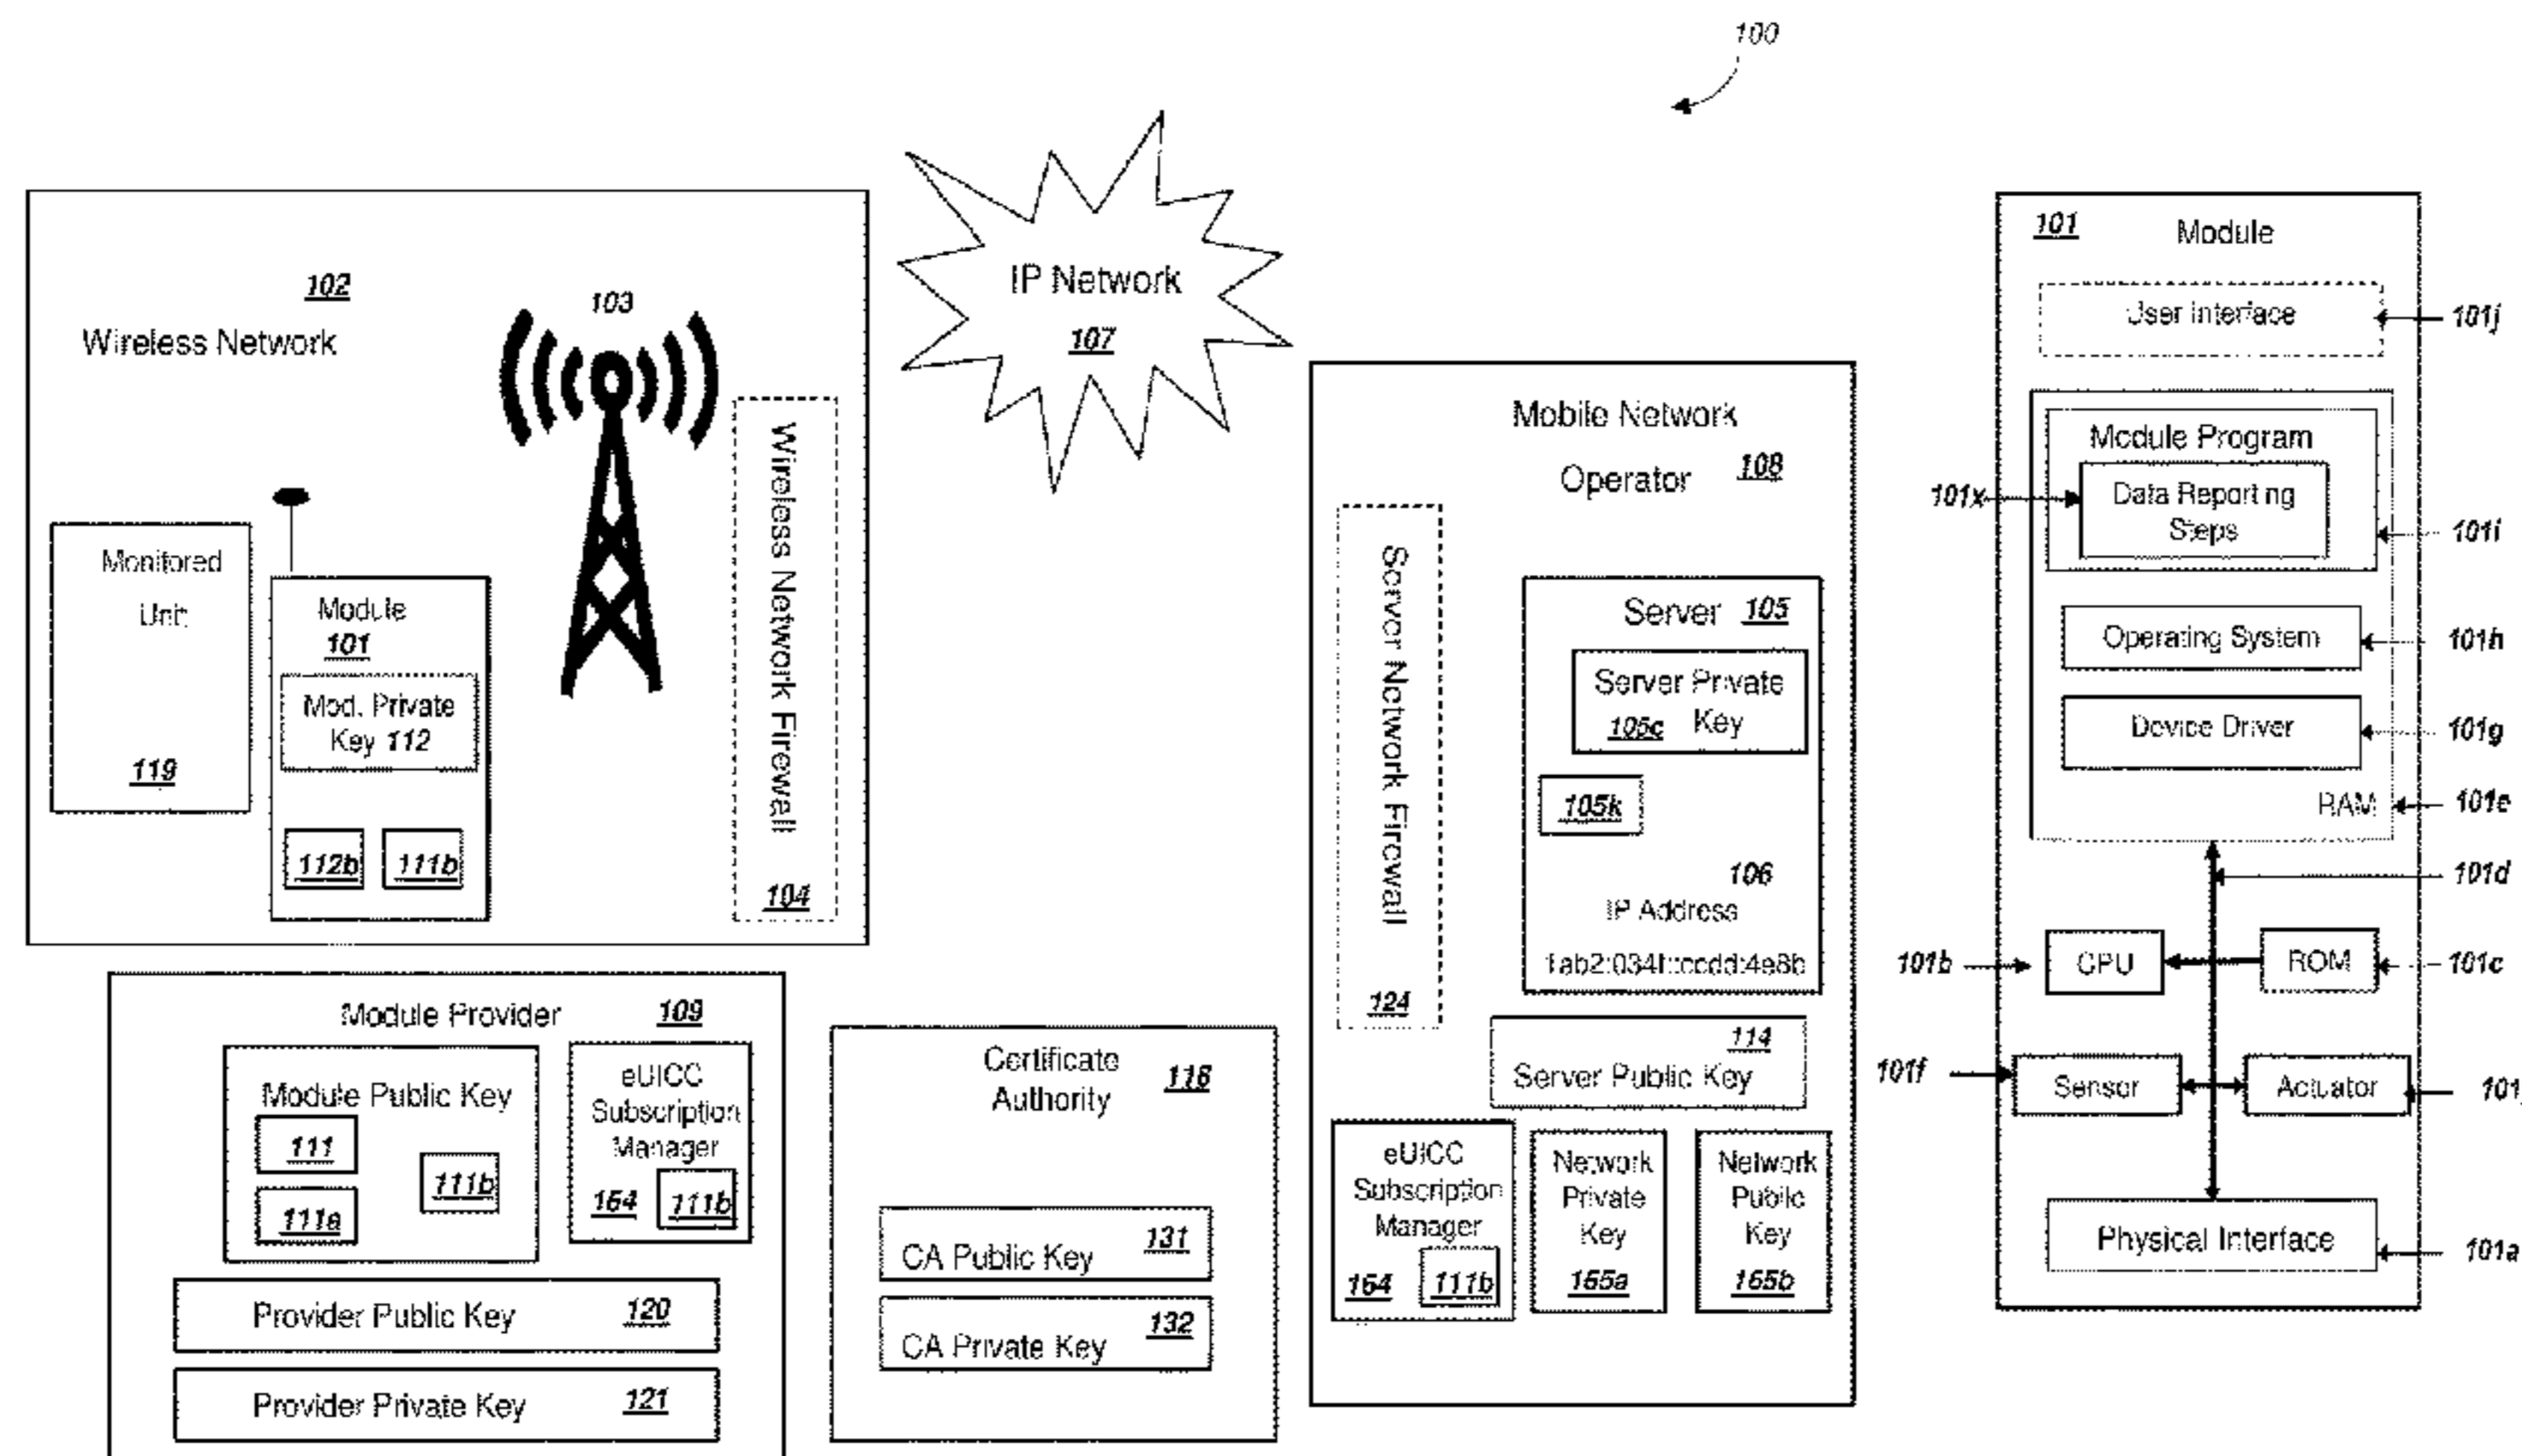 100
102
Wireless Network
103
Wireless Network Firewall
104
Monitored
Unit
119
Module
101
Mod. Private
Key 112
112b
111b
IP Network
107
Mobile Network
Operator 108
Server Network Firewall
124
Server 105
Server Private
105c Key
105k
106
IP Address
1ab2:034f::ccdd:4e8b
114
Server Public Key
eUICC
Subscription
Manager
164 111b
Network
Private
Key
165a
Network
Public
Key
165b
Module Provider 109
Module Public Key
111
111a
111b
eUICC
Subscription
Manager
164 111b
Provider Public Key 120
Provider Private Key 121
Certificate
Authority 118
CA Public Key 131
CA Private Key 132
101 Module
User Interface
101j
Module Program
Data Reporting
Steps
101x
101i
Operating System
101h
Device Driver
101g
RAM
101e
101d
101b
CPU
ROM
101c
101f
Sensor
Actuator
Physical Interface
101a